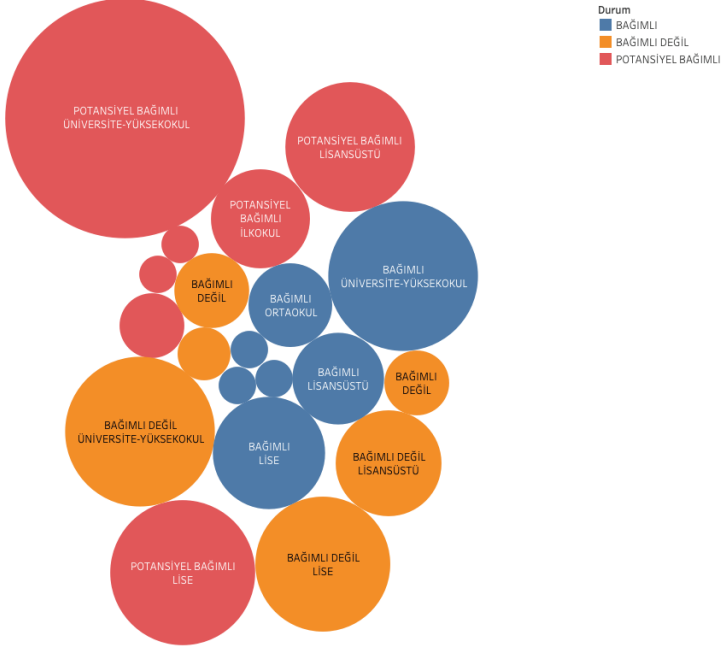 Durum
BAĞIMLI
BAĞIMLI DEĞİL
POTANSİYEL BAĞIMLI
POTANSİYEL BAĞIMLI
ÜNİVERSİTE-YÜKSEKOKUL
POTANSİYEL BAĞIMLI
LİSANSÜSTÜ
POTANSİYEL
BAĞIMLI
İLKOKUL
BAĞIMLI
ÜNİVERSİTE-YÜKSEKOKUL
BAĞIMLI
DEĞİL
BAĞIMLI
ORTAOKUL
BAĞIMLI
LİSANSÜSTÜ
BAĞIMLI
DEĞİL
BAĞIMLI DEĞİL
ÜNİVERSİTE-YÜKSEKOKUL
BAĞIMLI
LİSE
BAĞIMLI DEĞİL
LİSANSÜSTÜ
POTANSİYEL BAĞIMLI
LİSE
BAĞIMLI DEĞİL
LİSE